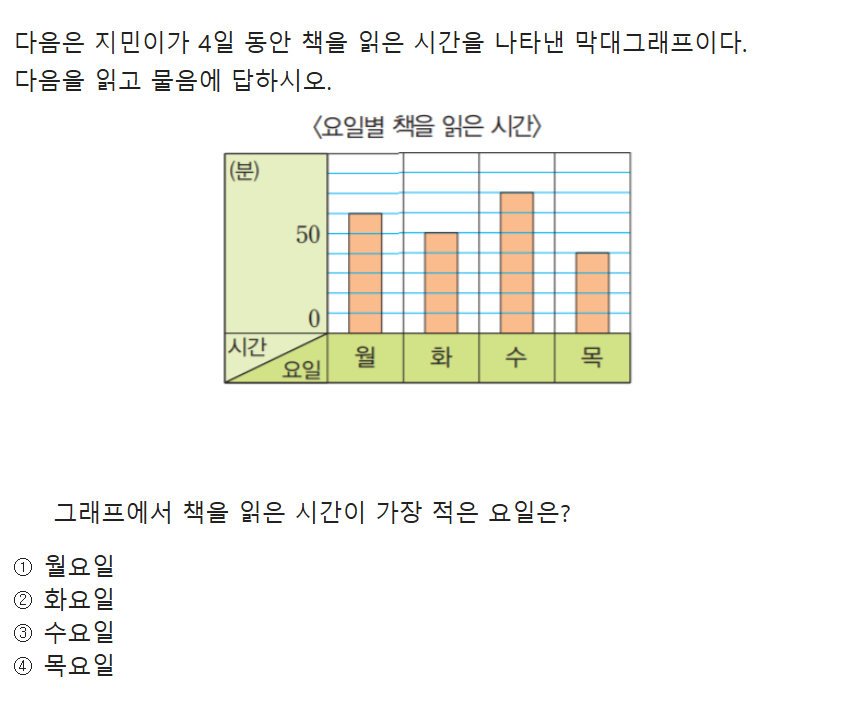 다음은 지민이가 4일 동안 책을 읽은 시간을 나타낸 막대그래프이다.
다음을 읽고 물음에 답하시오.
〈요일별 책을 읽은 시간〉
(분)
50
0
시간
요일
월 화 수 목
그래프에서 책을 읽은 시간이 가장 적은 요일은?
① 월요일
② 화요일
③ 수요일
④ 목요일